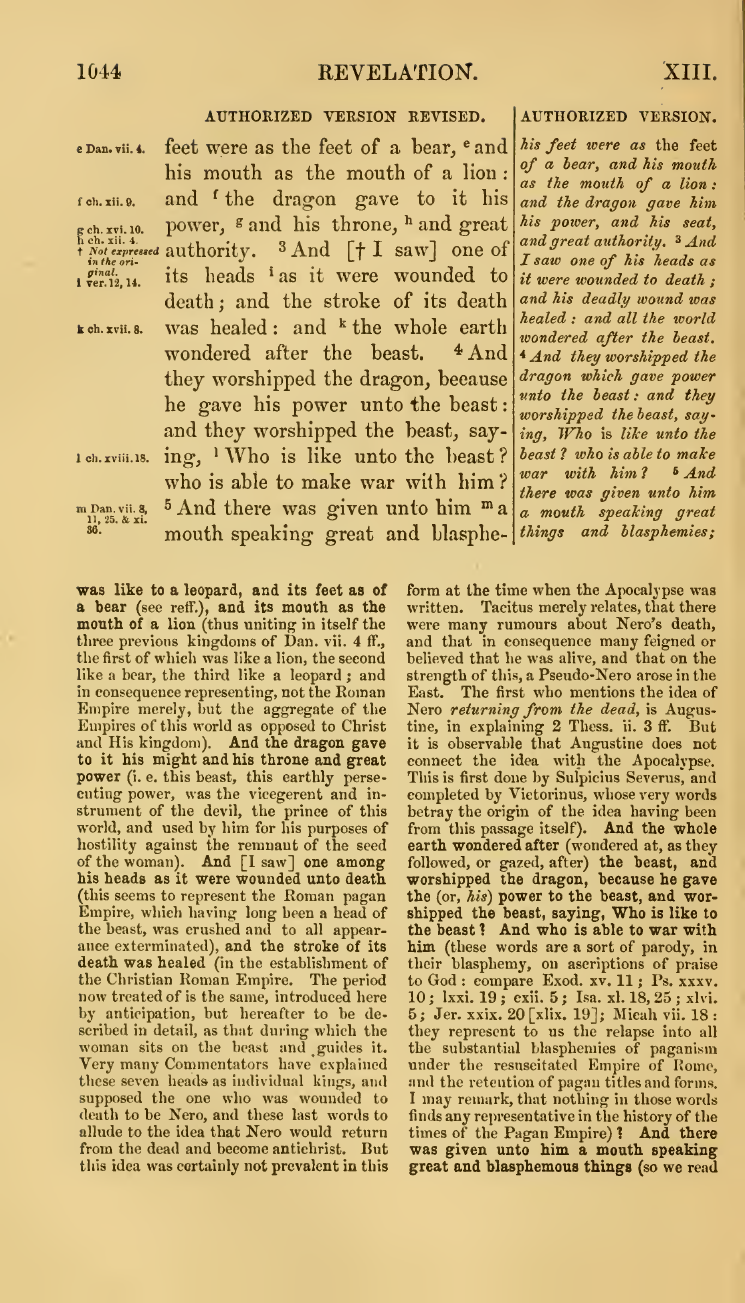 1044
REVELATION.
XIII.
AUTHORIZED VERSION REVISED.
e Dan. vii. 4.
feet were as the feet of a bear, e and
his mouth as the mouth of a lion :
f ch. xii. 9.
and f the dragon gave to it his
g ch. xvi. 10.
power, g and his throne, h and great
h ch. xii. 4.
† Not expressed
in the ori-
ginal.
authority. 3 And [† I saw] one of
i ver. 12, 14.
its heads i as it were wounded to
death ; and the stroke of its death
k ch. xvii. 8.
was healed : and k the whole earth
wondered after the beast. 4 And
they worshipped the dragon, because
he gave his power unto the beast :
and they worshipped the beast, say-
l ch. xviii. 18.
ing, l Who is like unto the beast ?
who is able to make war with him ?
m Dan. vii. 8,
11, 25. & xi.
36.
5 And there was given unto him m a
mouth speaking great and blasphe-
AUTHORIZED VERSION.
his feet were as the feet
of a bear, and his mouth
as the mouth of a lion :
and the dragon gave him
his power, and his seat,
and great authority. 3 And
I saw one of his heads as
it were wounded to death ;
and his deadly wound was
healed : and all the world
wondered after the beast.
4 And they worshipped the
dragon which gave power
unto the beast : and they
worshipped the beast, say-
ing, Who is like unto the
beast ? who is able to make
war with him ? 5 And
there was given unto him
a mouth speaking great
things and blasphemies;
was like to a leopard, and its feet as of
a bear (see reff.), and its mouth as the
mouth of a lion (thus uniting in itself the
three previous kingdoms of Dan. vii. 4 ff.,
the first of which was like a lion, the second
like a bear, the third like a leopard ; and
in consequence representing, not the Roman
Empire merely, but the aggregate of the
Empires of this world as opposed to Christ
and His kingdom). And the dragon gave
to it his might and his throne and great
power (i. e. this beast, this earthly perse-
cuting power, was the vicegerent and in-
strument of the devil, the prince of this
world, and used by him for his purposes of
hostility against the remnant of the seed
of the woman). And [I saw] one among
his heads as it were wounded unto death
(this seems to represent the Roman pagan
Empire, which having long been a head of
the beast, was crushed and to all appear-
ance exterminated), and the stroke of its
death was healed (in the establishment of
the Christian Roman Empire. The period
now treated of is the same, introduced here
by anticipation, but hereafter to be de-
scribed in detail, as that during which the
woman sits on the beast and guides it.
Very many Commentators have explained
these seven heads as individual kings, and
supposed the one who was wounded to
death to be Nero, and these last words to
allude to the idea that Nero would return
from the dead and become antichrist. But
this idea was certainly not prevalent in this
form at the time when the Apocalypse was
written. Tacitus merely relates, that there
were many rumours about Nero's death,
and that in consequence many feigned or
believed that he was alive, and that on the
strength of this, a Pseudo-Nero arose in the
East. The first who mentions the idea of
Nero returning from the dead, is Augus-
tine, in explaining 2 Thess. ii. 3 ff. But
it is observable that Augustine does not
connect the idea with the Apocalypse.
This is first done by Sulpicius Severus, and
completed by Victorinus, whose very words
betray the origin of the idea having been
from this passage itself). And the whole
earth wondered after (wondered at, as they
followed, or gazed, after) the beast, and
worshipped the dragon, because he gave
the (or, his) power to the beast, and wor-
shipped the beast, saying, Who is like to
the beast ? And who is able to war with
him (these words are a sort of parody, in
their blasphemy, on ascriptions of praise
to God : compare Exod. xv. 11 ; Ps. xxxv.
10 ; lxxi. 19 ; cxii. 5 ; Isa. xl. 18, 25 ; xlvi.
5; Jer. xxix. 20 [xlix. 19]; Micah vii. 18 :
they represent to us the relapse into all
the substantial blasphemies of paganism
under the resuscitated Empire of Rome,
and the retention of pagan titles and forms.
I may remark, that nothing in those words
finds any representative in the history of the
times of the Pagan Empire) ? And there
was given unto him a mouth speaking
great and blasphemous things (so we read